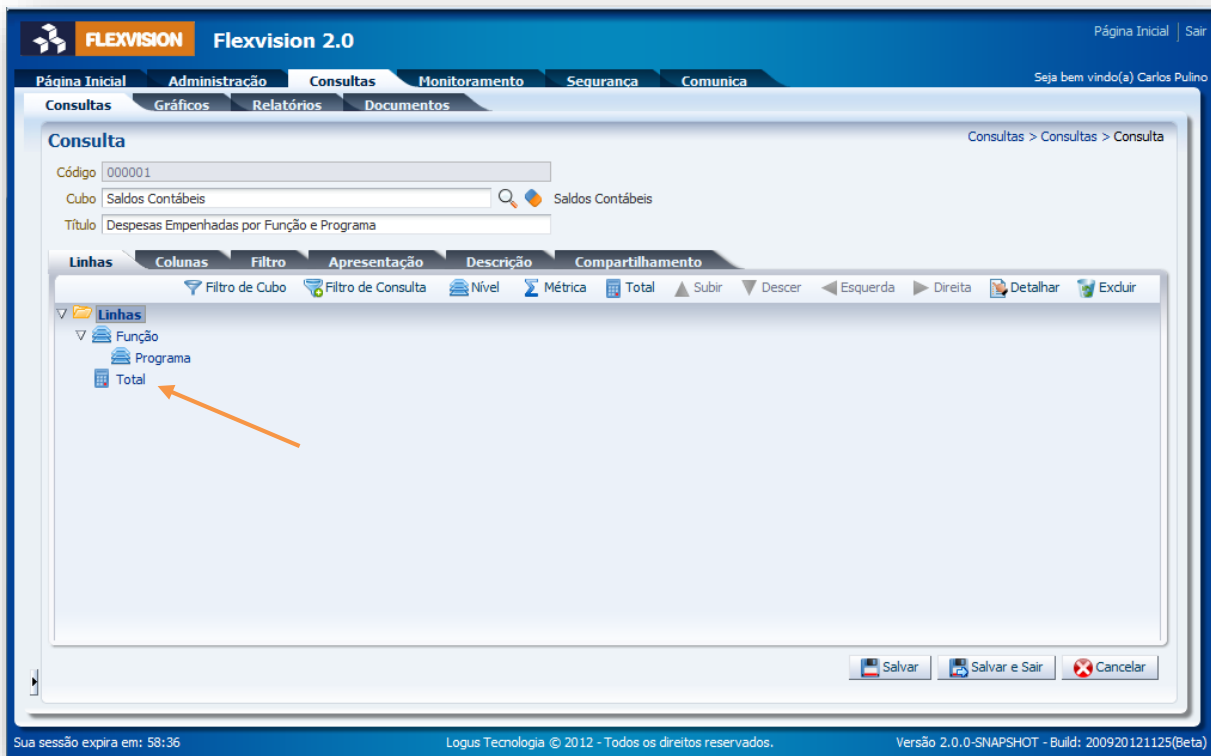 Página Inicial Sair
FLEXVISION Flexvision 2.0
Página Inicial Administração Consultas Monitoramento Segurança Comunica Seja bem vindo(a) Carlos Pulino
Consultas Gráficos Relatórios Documentos
Consulta Consultas > Consultas > Consulta
Código 000001
Cubo Saldos Contábeis Saldos Contábeis
Título Despesas Empenhadas por Função e Programa
Linhas Colunas Filtro Apresentação Descrição Compartilhamento
Filtro de Cubo Filtro de Consulta Nível Métrica Total Subir Descer Esquerda Direita Detalhar Excluir
Linhas
Função
Programa
Total
Salvar Salvar e Sair Cancelar
Sua sessão expira em: 58:36 Logus Tecnologia © 2012 - Todos os direitos reservados. Versão 2.0.0-SNAPSHOT - Build: 200920121125(Beta)